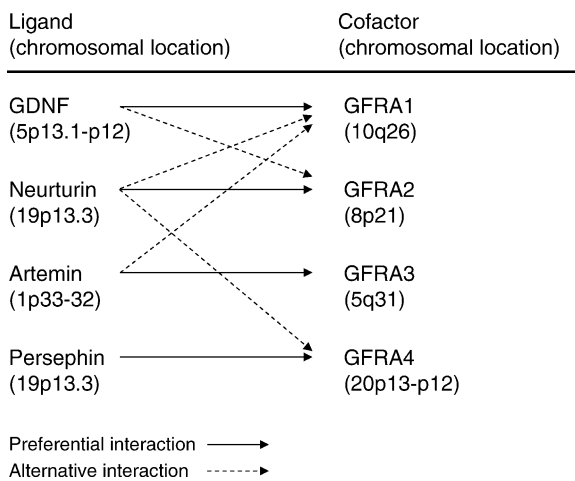 Ligand
(chromosomal location)
Cofactor
(chromosomal location)
GDNF
(5p13.1-p12)
GFRA1
(10q26)
Neurturin
(19p13.3)
GFRA2
(8p21)
Artemin
(1p33-32)
GFRA3
(5q31)
Persephin
(19p13.3)
GFRA4
(20p13-p12)
Preferential interaction
Alternative interaction